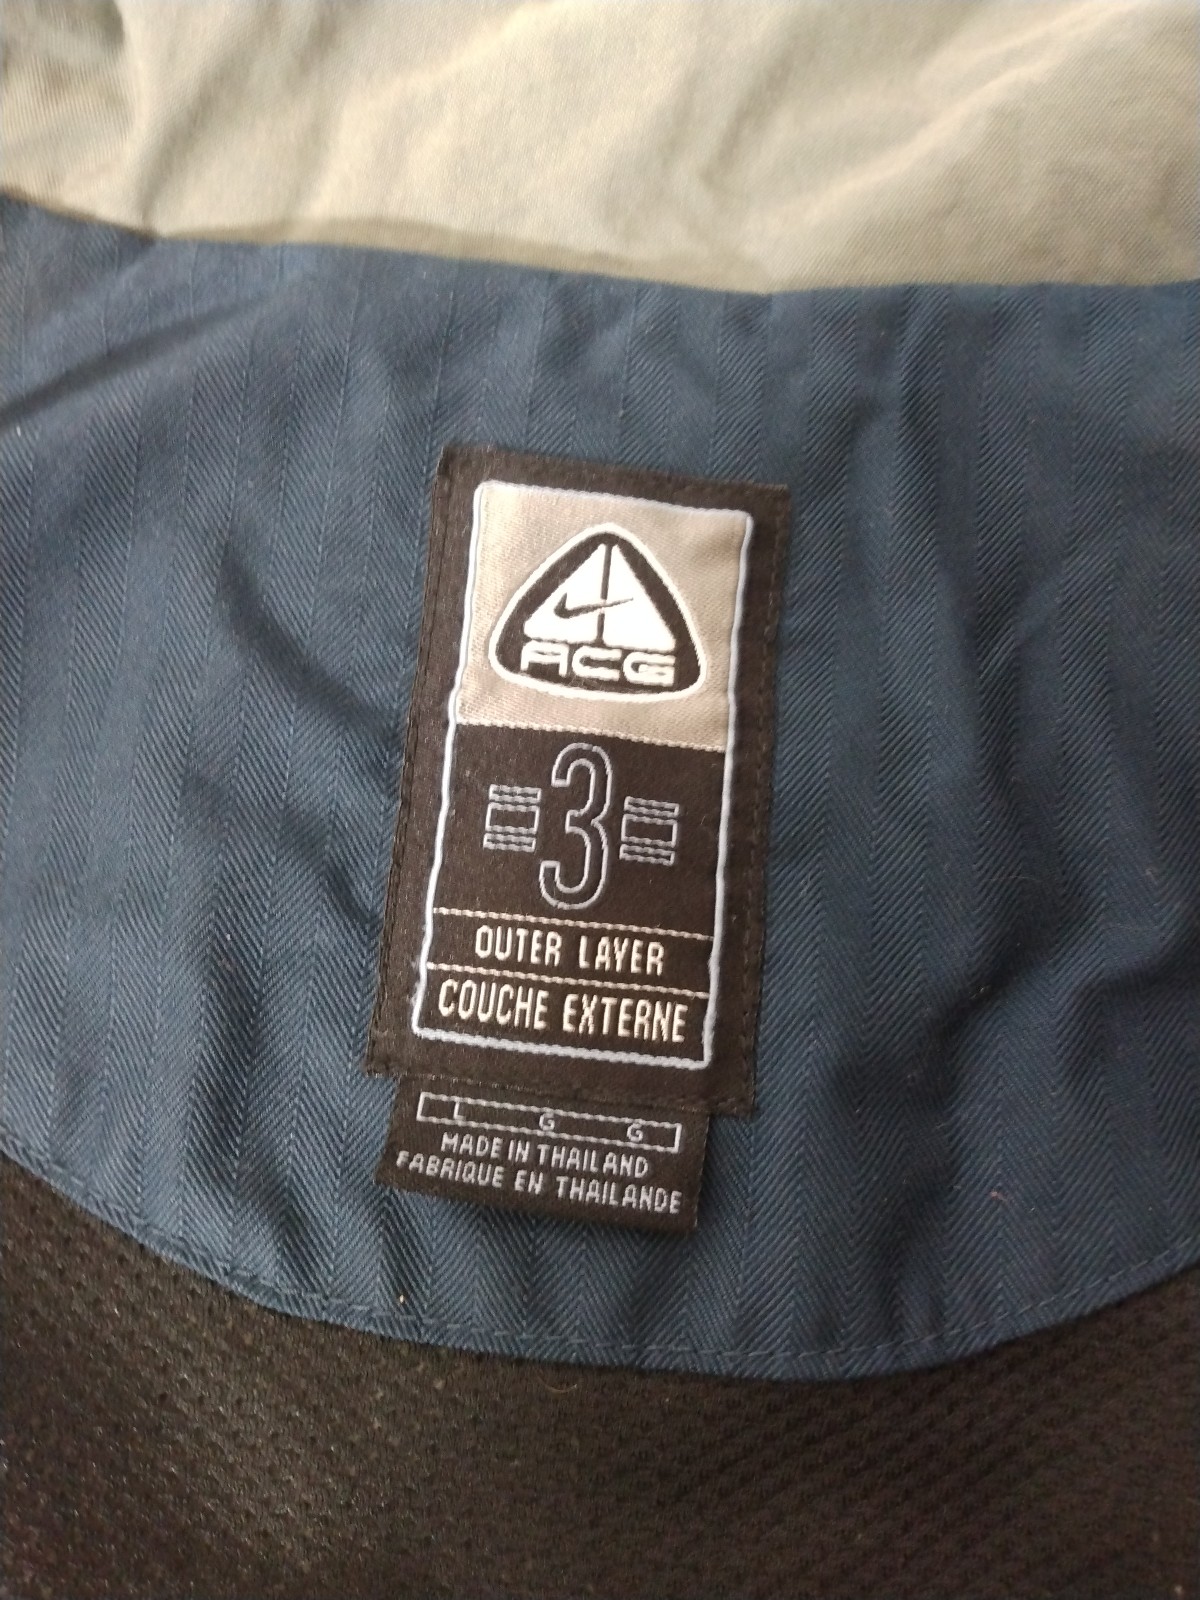 ACG
3
OUTER LAYER
COUCHE EXTERNE
L G G
MADE IN THAILAND
FABRIQUE EN THAILANDE